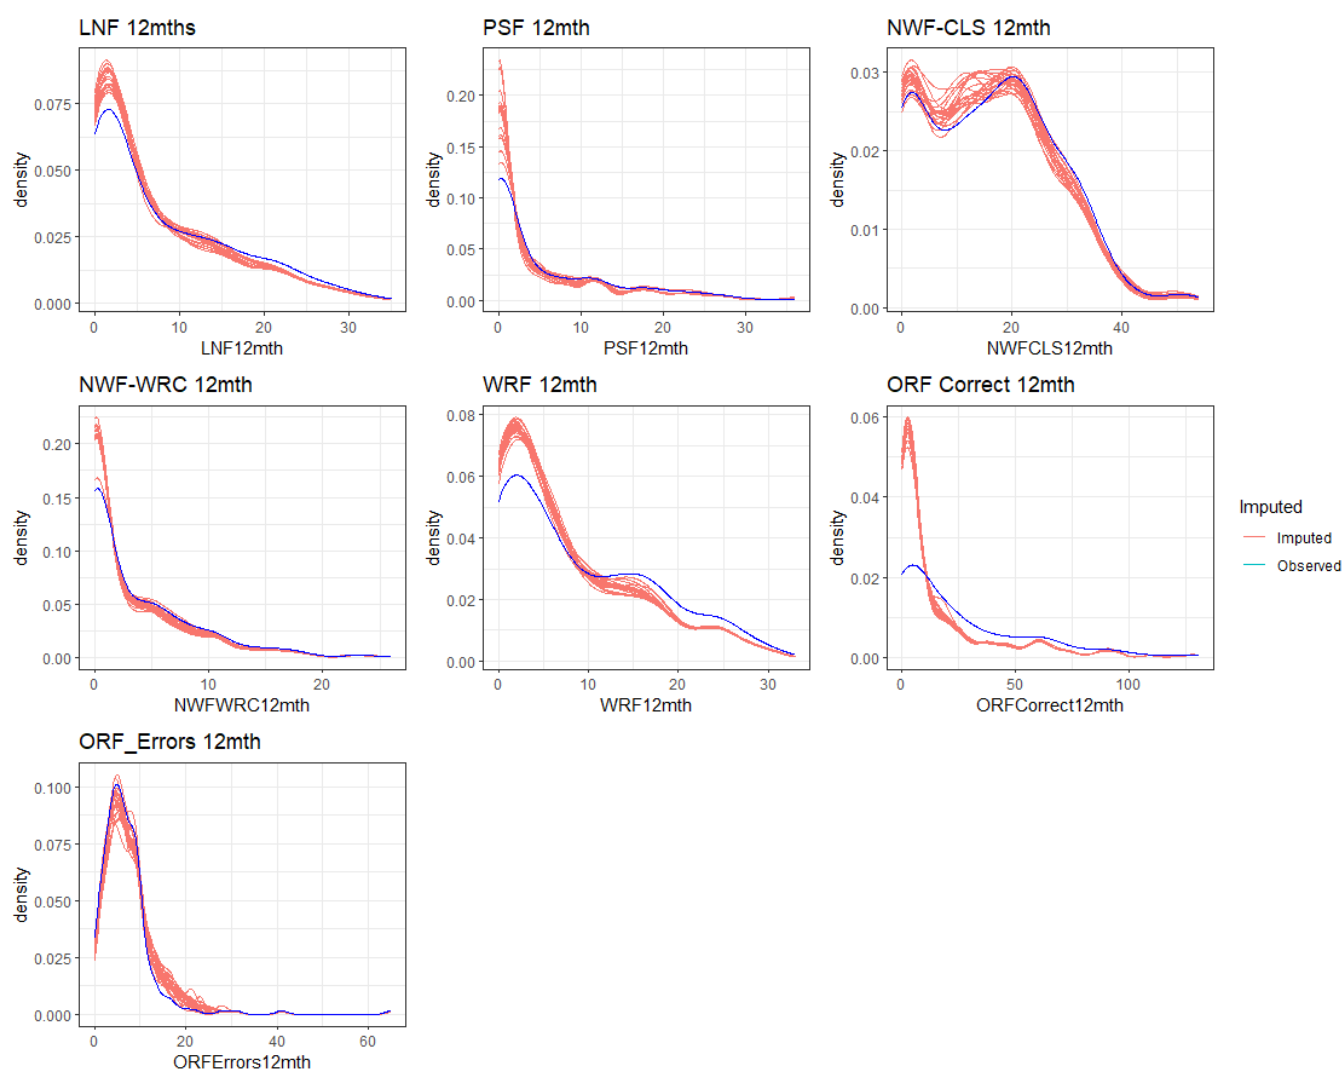 LNF 12mths
density
0.075
0.050
0.025
0.000
0
10
20
30
LNF12mth
PSF 12mth
density
0.20
0.15
0.10
0.05
0.00
0
10
20
30
PSF12mth
NWF-CLS 12mth
density
0.03
0.02
0.01
0.00
0
20
40
NWFCLS12mth
NWF-WRC 12mth
density
0.20
0.15
0.10
0.05
0.00
0
10
20
NWFWRC12mth
WRF 12mth
density
0.08
0.06
0.04
0.02
0.00
0
10
20
30
WRF12mth
ORF Correct 12mth
density
0.06
0.04
0.02
0.00
0
50
100
ORFCorrect12mth
Imputed
Imputed
Observed
ORF_Errors 12mth
density
0.100
0.075
0.050
0.025
0.000
0
20
40
60
ORFErrors12mth